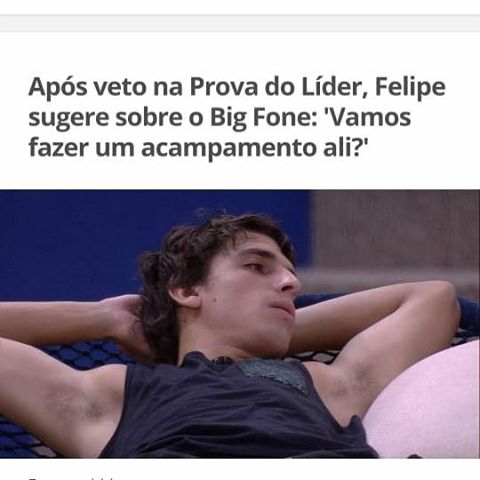 Após veto na Prova do Líder, Felipe
sugere sobre o Big Fone: 'Vamos
fazer um acampamento ali?'